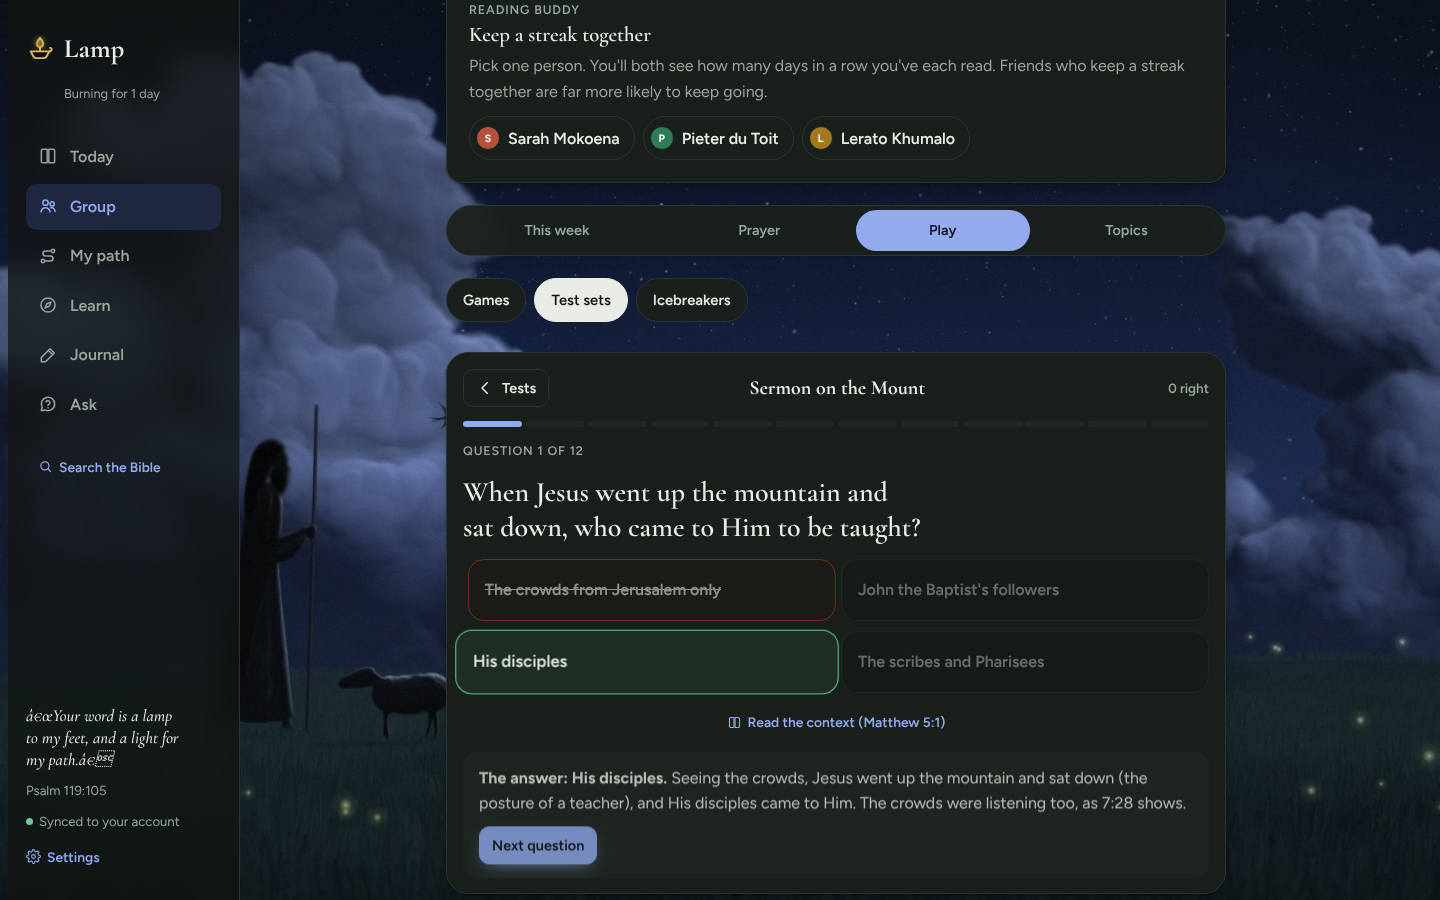 Lamp
Burning for 1 day
Today
Group
My path
Learn
Journal
Ask
Search the Bible
“Your word is a lamp
to my feet, and a light for
my path.â€
Psalm 119:105
Synced to your account
Settings
READING BUDDY
Keep a streak together
Pick one person. You'll both see how many days in a row you've each read. Friends who keep a streak
together are far more likely to keep going.
S Sarah Mokoena P Pieter du Toit L Lerato Khumalo
This week Prayer Play Topics
Games Test sets Icebreakers
Tests Sermon on the Mount 0 right
QUESTION 1 OF 12
When Jesus went up the mountain and
sat down, who came to Him to be taught?
The crowds from Jerusalem only John the Baptist's followers
His disciples The scribes and Pharisees
Read the context (Matthew 5:1)
The answer: His disciples. Seeing the crowds, Jesus went up the mountain and sat down (the
posture of a teacher), and His disciples came to Him. The crowds were listening too, as 7:28 shows.
Next question